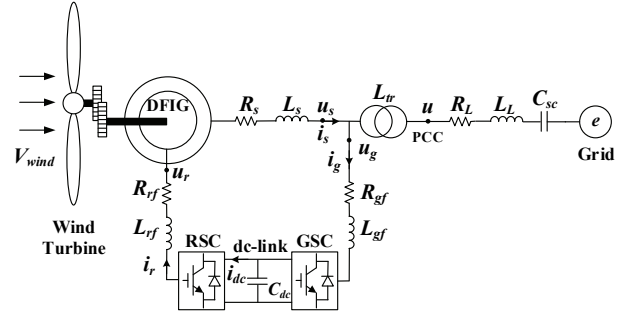 V_wind
Wind
Turbine
DFIG
R_s
L_s
u_s
i_s
L_tr
u
PCC
R_L
L_L
C_sc
e
Grid
u_r
R_rf
L_rf
i_r
RSC
dc-link
i_dc
C_dc
GSC
i_g
u_g
R_gf
L_gf